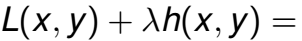 L(x, y) + λh(x, y) =